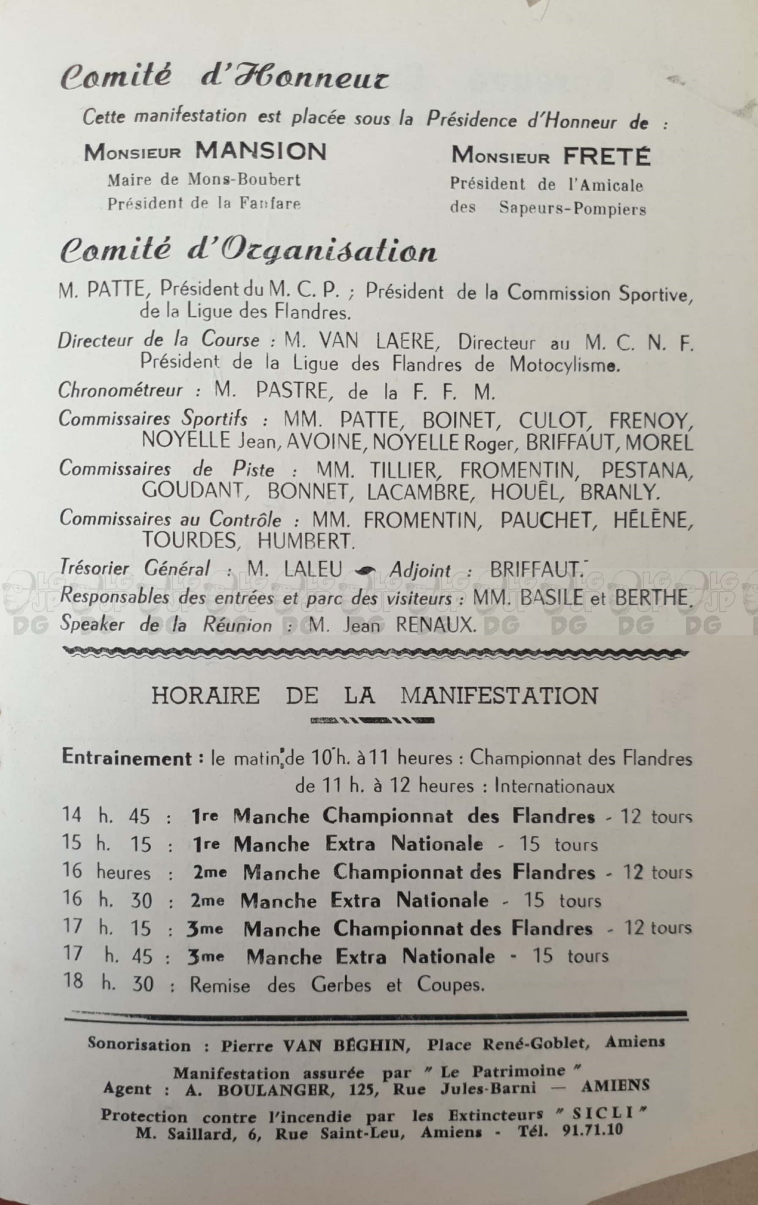 Comité d'Honneur
Cette manifestation est placée sous la Présidence d'Honneur de :
MONSIEUR MANSION
Maire de Mons-Boubert
Président de la Fanfare
MONSIEUR FRETÉ
Président de l'Amicale
des Sapeurs-Pompiers
Comité d'Organisation
M. PATTE, Président du M. C. P. ; Président de la Commission Sportive,
de la Ligue des Flandres.
Directeur de la Course : M. VAN LAERE, Directeur au M. C. N. F.
Président de la Ligue des Flandres de Motocylisme.
Chronométreur : M. PASTRE, de la F. F. M.
Commissaires Sportifs : MM. PATTE, BOINET, CULOT, FRENOY,
NOYELLE Jean, AVOINE, NOYELLE Roger, BRIFFAUT, MOREL
Commissaires de Piste : MM. TILLIER, FROMENTIN, PESTANA,
GOUDANT, BONNET, LACAMBRE, HOUÊL, BRANLY.
Commissaires au Contrôle : MM. FROMENTIN, PAUCHET, HÉLÈNE,
TOURDES, HUMBERT.
Trésorier Général : M. LALEU Adjoint : BRIFFAUT.
Responsables des entrées et parc des visiteurs : MM. BASILE et BERTHE.
Speaker de la Réunion : M. Jean RENAUX.
HORAIRE DE LA MANIFESTATION
Entrainement : le matin de 10 h. à 11 heures : Championnat des Flandres
de 11 h. à 12 heures : Internationaux
14 h. 45 : 1re Manche Championnat des Flandres - 12 tours
15 h. 15 : 1re Manche Extra Nationale - 15 tours
16 heures : 2me Manche Championnat des Flandres - 12 tours
16 h. 30 : 2me Manche Extra Nationale - 15 tours
17 h. 15 : 3me Manche Championnat des Flandres - 12 tours
17 h. 45 : 3me Manche Extra Nationale - 15 tours
18 h. 30 : Remise des Gerbes et Coupes.
Sonorisation : Pierre VAN BÉGHIN, Place René-Goblet, Amiens
Manifestation assurée par " Le Patrimoine "
Agent : A. BOULANGER, 125, Rue Jules-Barni — AMIENS
Protection contre l'incendie par les Extincteurs " SICLI "
M. Saillard, 6, Rue Saint-Leu, Amiens - Tél. 91.71.10